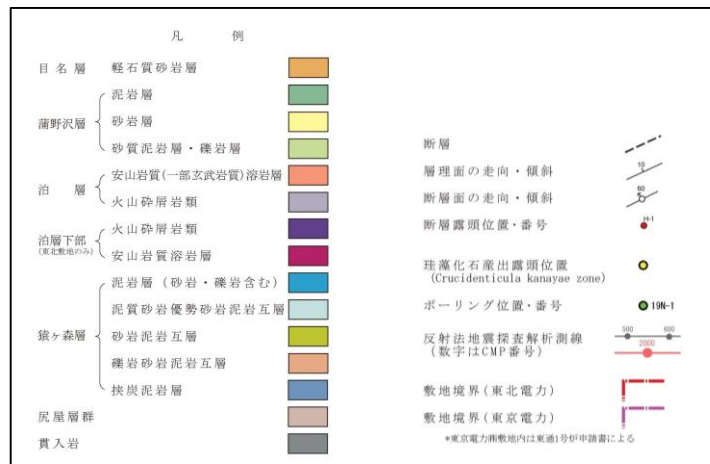 凡 例
目名層 軽石質砂岩層
蒲野沢層 泥岩層
砂岩層
砂質泥岩層・礫岩層
泊層 安山岩質(一部玄武岩質)溶岩層
火山砕屑岩類
泊層下部 (東北敷地のみ) 火山砕屑岩類
安山岩質溶岩層
猿ヶ森層 泥岩層(砂岩・礫岩含む)
泥質砂岩優勢砂岩泥岩互層
砂岩泥岩互層
礫岩砂岩泥岩互層
挟炭泥岩層
尻屋層群
貫入岩
断層
層理面の走向・傾斜 10
断層面の走向・傾斜 60
断層露頭位置・番号 H-1
珪藻化石産出露頭位置
(Crucidenticula kanayae zone)
ボーリング位置・番号 19N-1
反射法地震探査解析測線 500 600
(数字はCMP番号) 2000
敷地境界(東北電力)
敷地境界(東京電力)
*東京電力㈱敷地内は東通1号炉申請書による